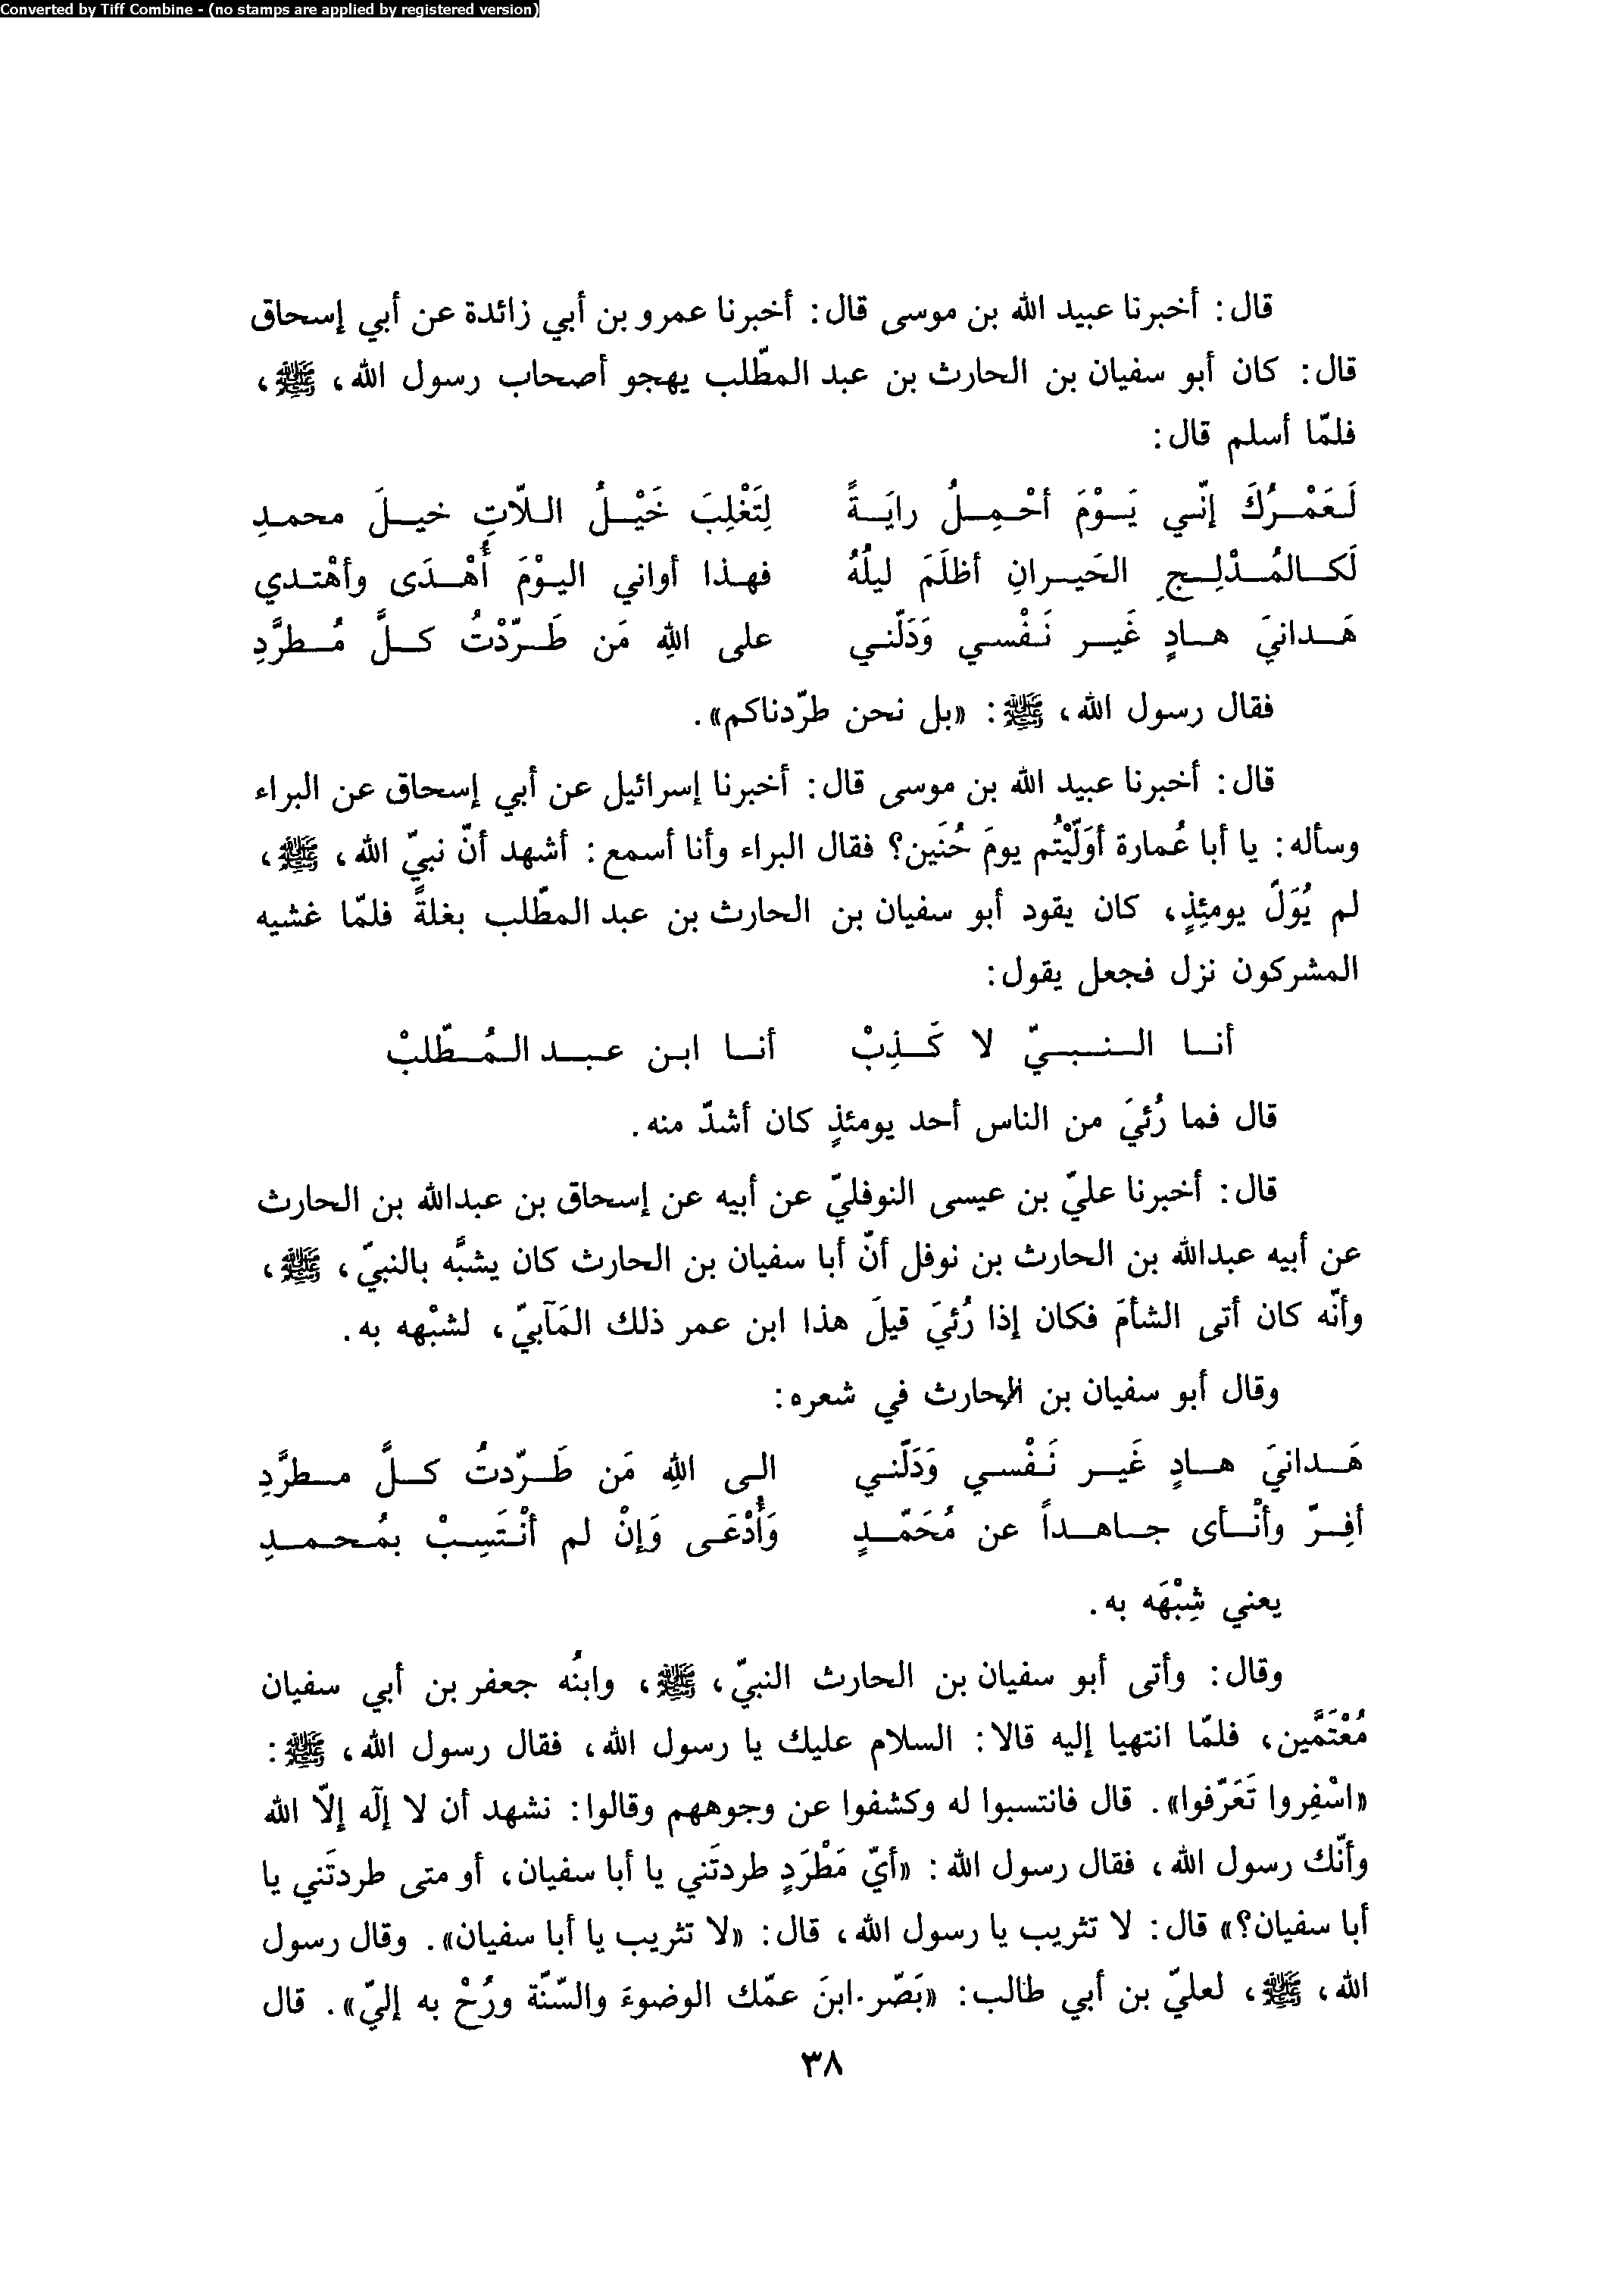 Converted by Tiff Combine - (no stamps are applied by registered version)
قال: أخبرنا عبيد الله بن موسى قال: أخبرنا عمرو بن أبي زائدة عن أبي إسحاق
قال: كان أبو سفيان بن الحارث بن عبد المطّلب يهجو أصحاب رسول الله، ﷺ،
فلمّا أسلم قال:
لَعَمْرُكَ إنّي يَوْمَ أحْمِلُ رايَةً لِتَغْلِبَ خَيْلُ اللّاتِ خيلَ محمدِ
لَكالمُذْلِجِ الحَيرانِ أظلَمَ ليلُهُ فهذا أواني اليوْمَ أُهْدَى وأهْتدي
هَدانيَ هادٍ غَير نَفْسي وَدَلّني على اللهِ مَن طَرّدْتُ كلَّ مُطرَّدِ
فقال رسول الله، ﷺ: «بل نحن طرّدناكم».
قال: أخبرنا عبيد الله بن موسى قال: أخبرنا إسرائيل عن أبي إسحاق عن البراء
وسأله: يا أبا عُمارة أوَلّيْتُم يومَ حُنَين؟ فقال البراء وأنا أسمع: أشهد أنّ نبيّ الله، ﷺ،
لم يُوَلّ يومئِذٍ، كان يقود أبو سفيان بن الحارث بن عبد المطّلب بغلةً فلمّا غشيه
المشركون نزل فجعل يقول:
أنا النبيّ لا كَذِبْ أنا ابن عبد المُطّلبْ
قال فما رُئيَ من الناس أحد يومئذٍ كان أشدّ منه.
قال: أخبرنا عليّ بن عيسى النوفليّ عن أبيه عن إسحاق بن عبدالله بن الحارث
عن أبيه عبدالله بن الحارث بن نوفل أنّ أبا سفيان بن الحارث كان يشبَّه بالنبيّ، ﷺ،
وأنّه كان أتى الشأمَ فكان إذا رُئيَ قيلَ هذا ابن عمر ذلك المَآبيّ، لشبْهه به.
وقال أبو سفيان بن الحارث في شعره:
هَدانيَ هادٍ غَير نَفْسي وَدَلّني الى اللهِ مَن طَرّدتُ كلَّ مطرَّدِ
أفِرّ وأنْأى جاهداً عن مُحَمّدٍ وَأُدْعَى وَإنْ لم أنْتَسِبْ بمُحمدِ
يعني شِبْهَه به.
وقال: وأتى أبو سفيان بن الحارث النبيّ، ﷺ، وابنُه جعفر بن أبي سفيان
مُعْتَمَّين، فلمّا انتهيا إليه قالا: السلام عليك يا رسول الله، فقال رسول الله، ﷺ:
«اسْفِروا تَعَرّفوا». قال فانتسبوا له وكشفوا عن وجوههم وقالوا: نشهد أن لا إلَه إلاّ الله
وأنّك رسول الله، فقال رسول الله: «أيّ مَطْرَدٍ طردتَني يا أبا سفيان، أو متى طردتَني يا
أبا سفيان؟» قال: لا تثريب يا رسول الله، قال: «لا تثريب يا أبا سفيان». وقال رسول
الله، ﷺ، لعليّ بن أبي طالب: «بَصّر ابنَ عمّك الوضوءَ والسّنّة ورُحْ به إليّ». قال
٣٨